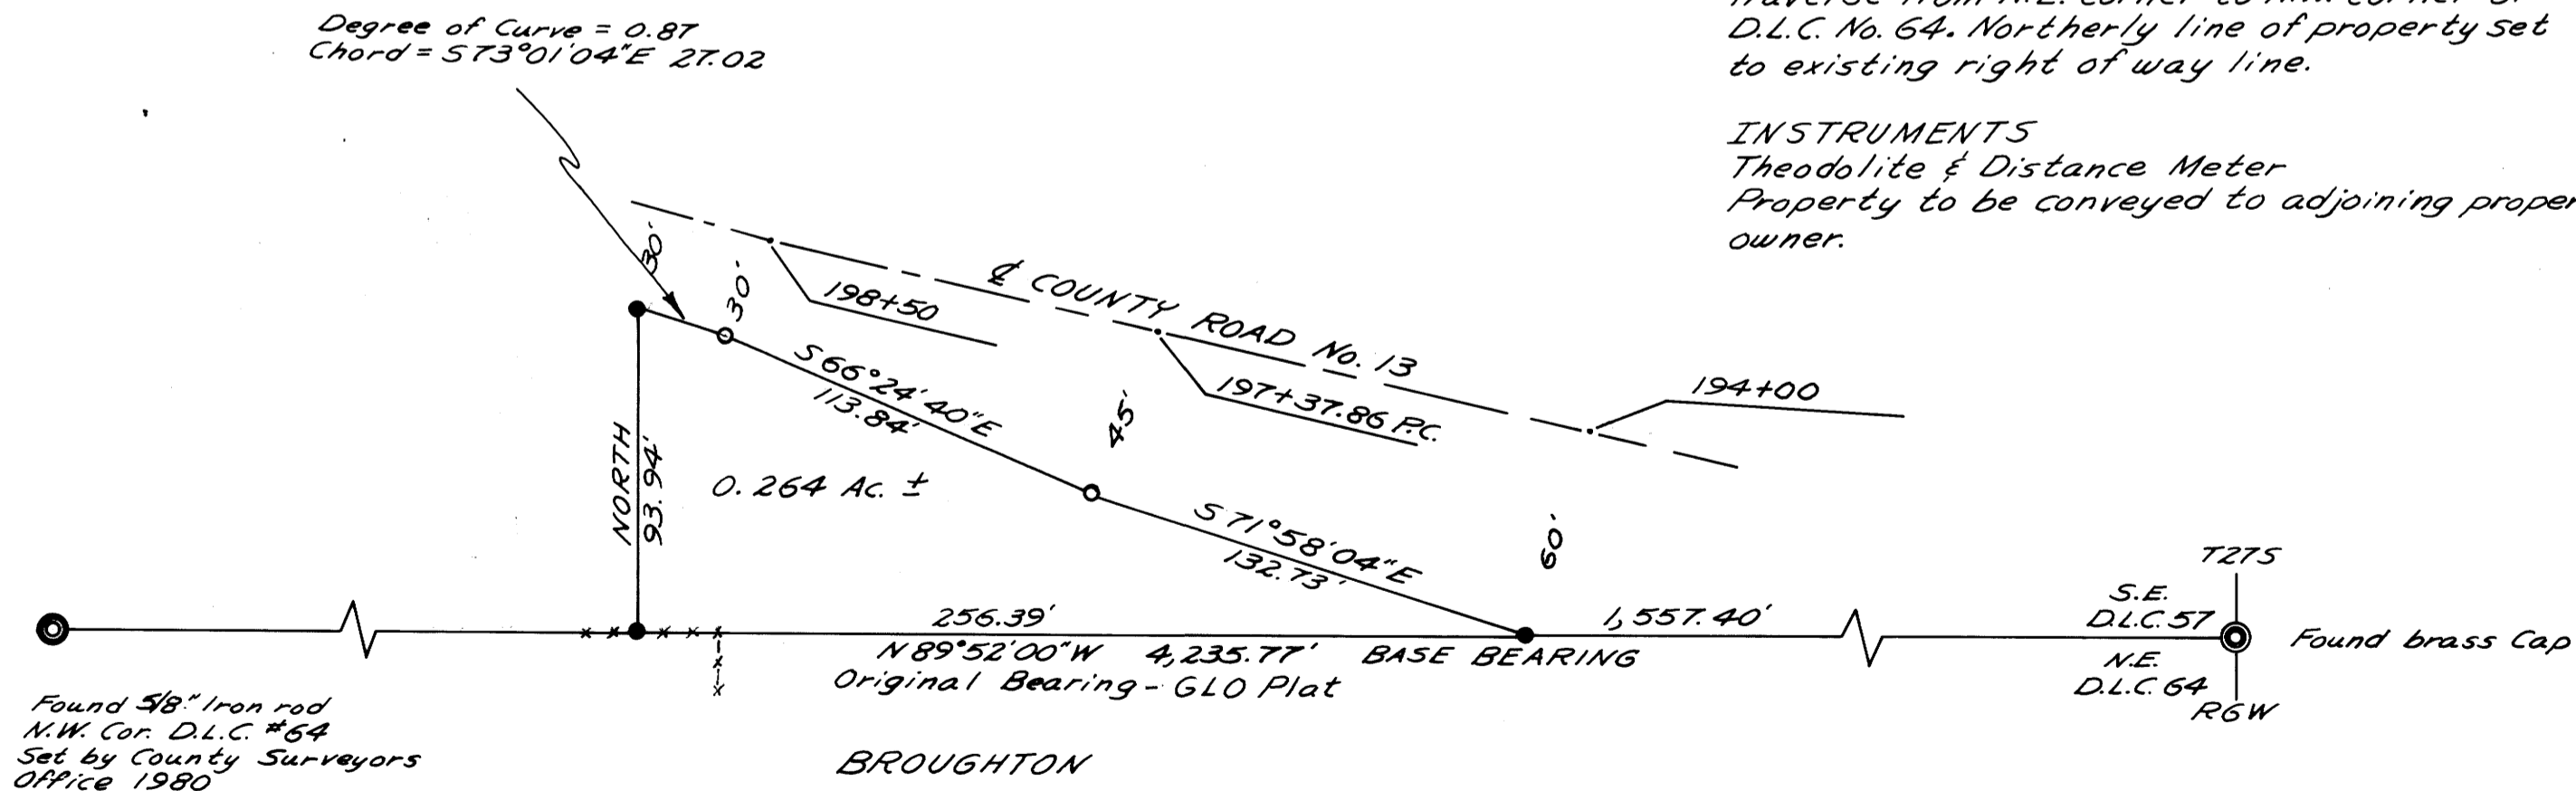 Degree of Curve = 0.87
Chord = S73°01'04"E 27.02
D.L.C. No. 64. Northerly line of property set
to existing right of way line.
INSTRUMENTS
Theodolite & Distance Meter
Property to be conveyed to adjoining proper
owner.
30'
30'
198+50
℄ COUNTY ROAD No. 13
197+37.86 P.C.
194+00
S66°24'40"E
113.84'
45'
NORTH
93.94'
0.264 Ac. ±
S71°58'04"E
132.73'
60'
T27S
S.E.
D.L.C. 57
256.39'
1,557.40'
N89°52'00"W 4,235.77' BASE BEARING
Original Bearing - GLO Plat
Found brass Cap
N.E.
D.L.C. 64
R6W
Found 5/8" Iron rod
N.W. Cor. D.L.C. #64
Set by County Surveyors
Office 1980
BROUGHTON